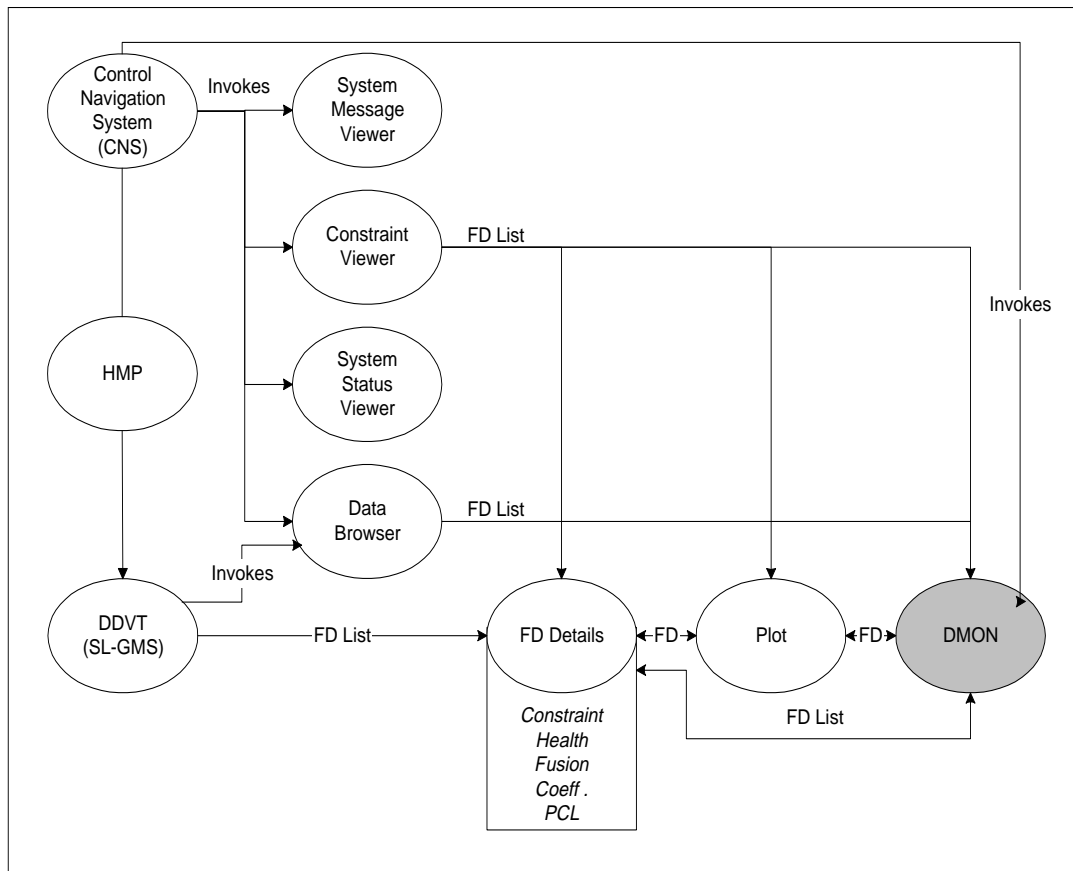 Control
Navigation
System
(CNS)
Invokes
System
Message
Viewer
Constraint
Viewer
FD List
Invokes
HMP
System
Status
Viewer
Data
Browser
FD List
Invokes
DDVT
(SL-GMS)
FD List
FD Details
FD
Plot
FD
DMON
FD List
Constraint
Health
Fusion
Coeff .
PCL